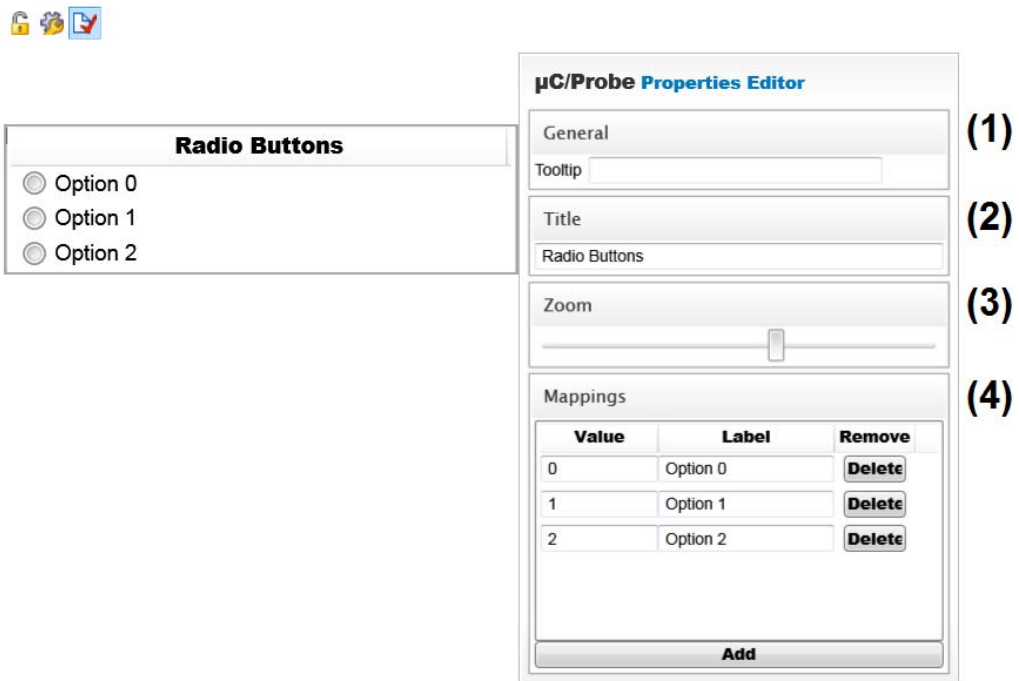 µC/Probe Properties Editor
General
(1)
Tooltip
Title
(2)
Radio Buttons
Zoom
(3)
Mappings
(4)
Value Label Remove
0 Option 0 Delete
1 Option 1 Delete
2 Option 2 Delete
Add
Radio Buttons
Option 0
Option 1
Option 2